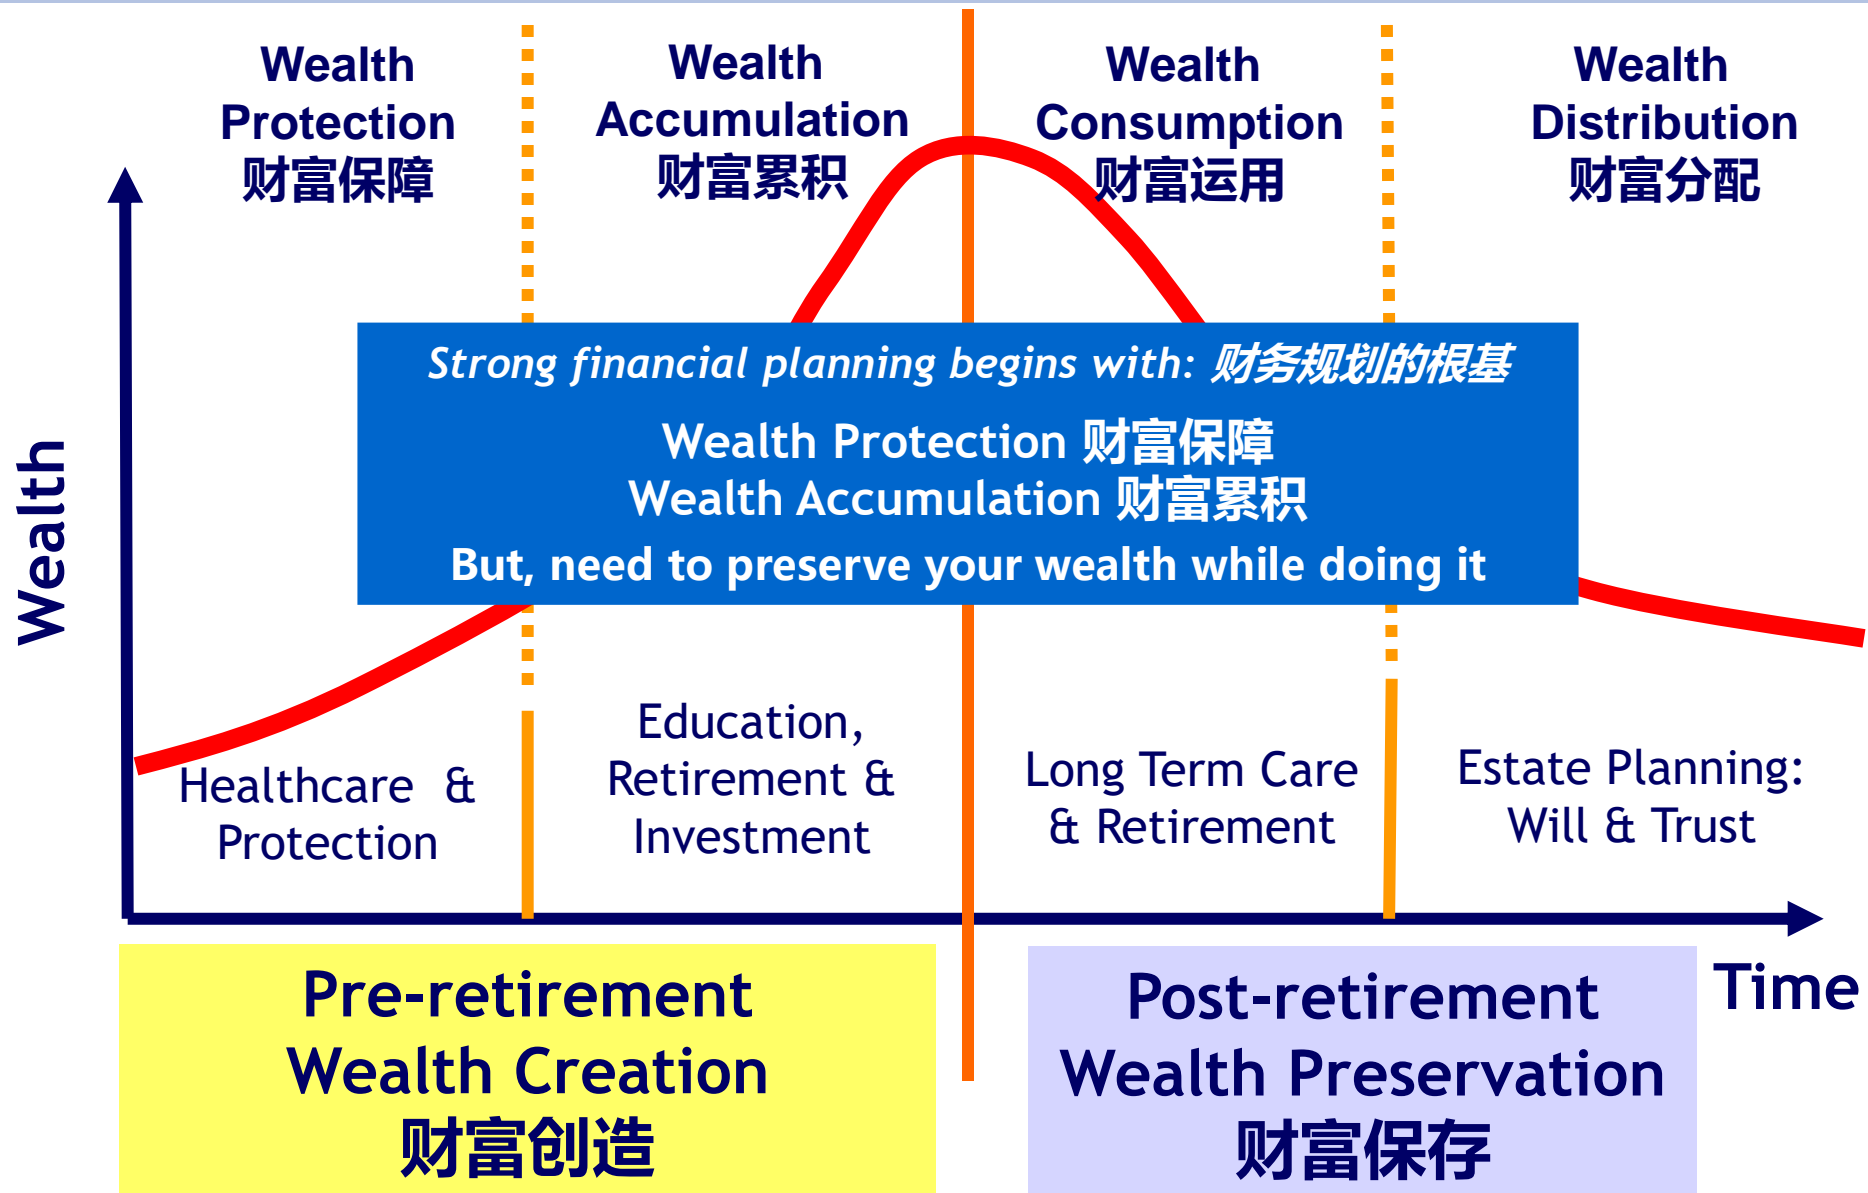 Wealth
Protection
财富保障
Wealth
Accumulation
财富累积
Wealth
Consumption
财富运用
Wealth
Distribution
财富分配
Wealth
Strong financial planning begins with: 财务规划的根基
Wealth Protection 财富保障
Wealth Accumulation 财富累积
But, need to preserve your wealth while doing it
Healthcare &
Protection
Education,
Retirement &
Investment
Long Term Care
& Retirement
Estate Planning:
Will & Trust
Time
Pre-retirement
Wealth Creation
财富创造
Post-retirement
Wealth Preservation
财富保存